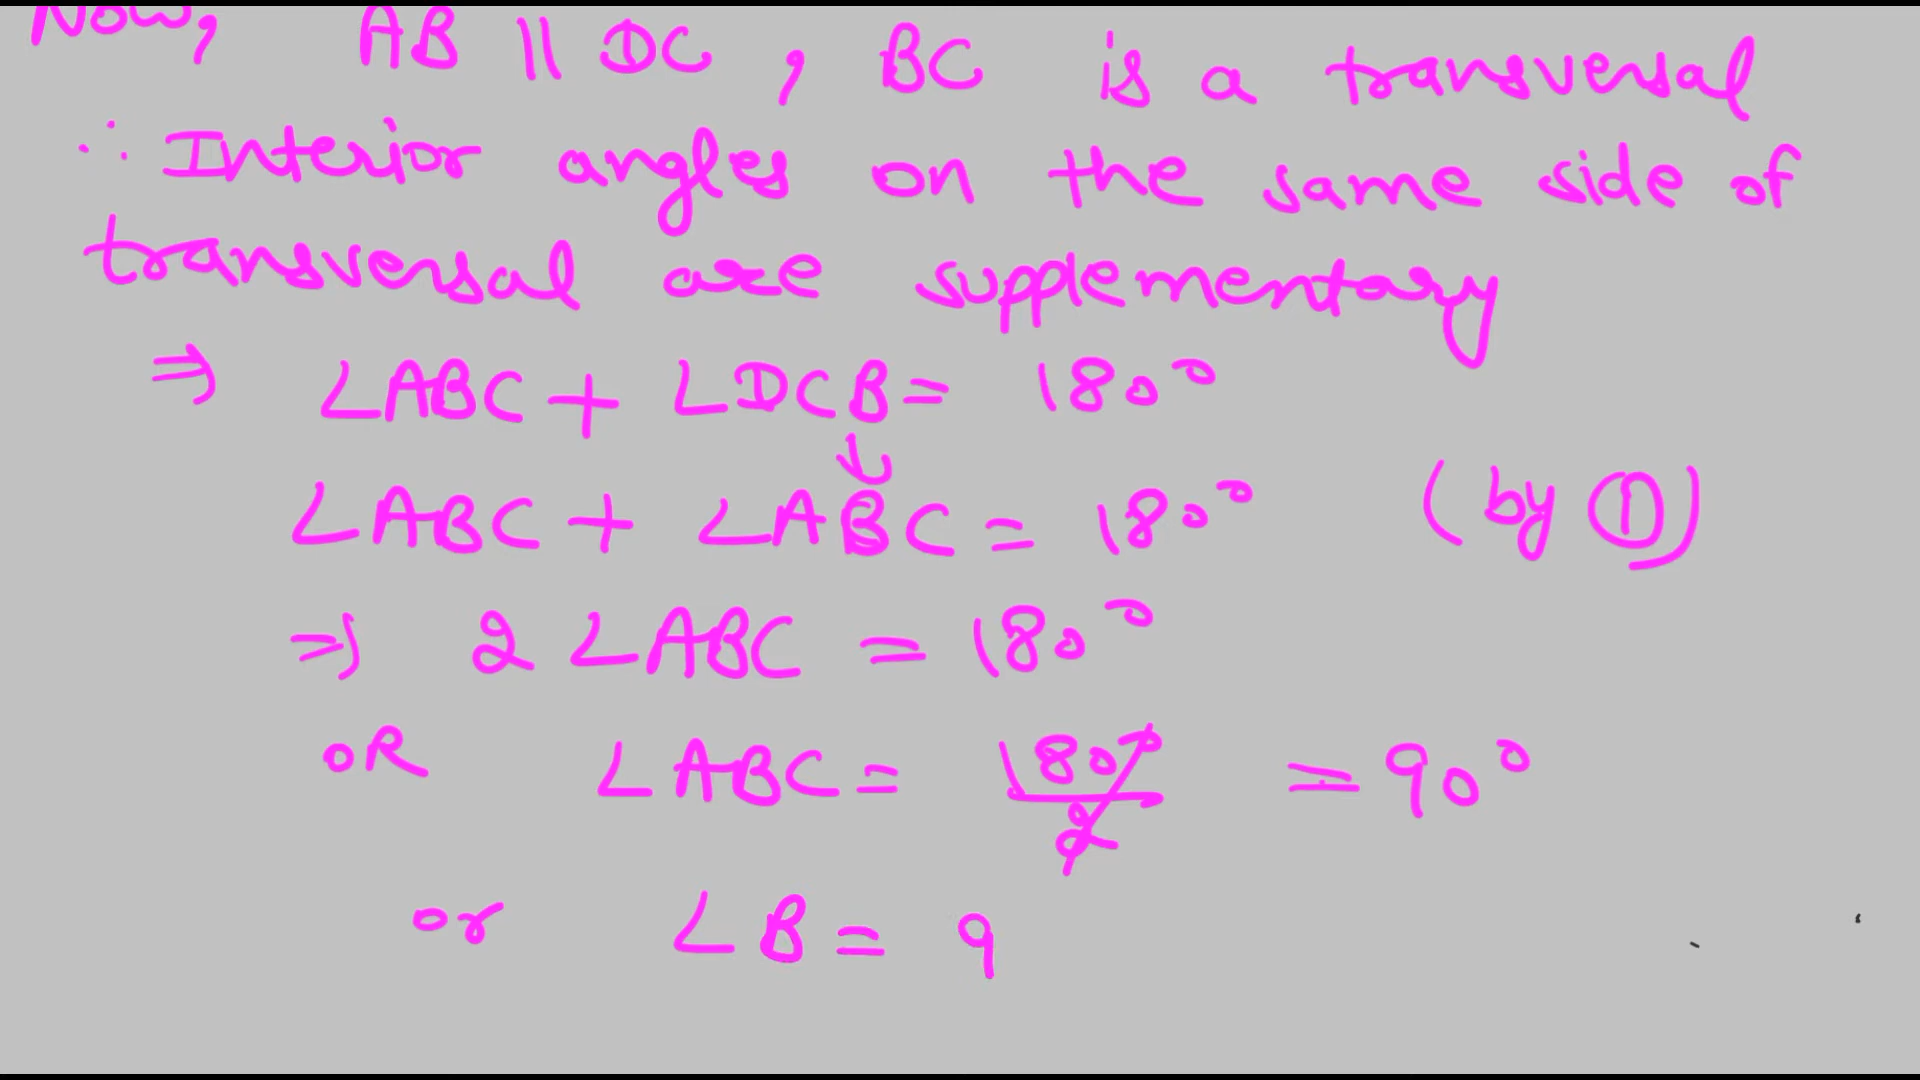 Now, AB || DC , BC is a transversal
∴ Interior angles on the same side of
transversal are supplementary
⇒ ∠ABC + ∠DCB = 180°
↓
∠ABC + ∠ABC = 180° (by ①)
⇒ 2 ∠ABC = 180°
OR ∠ABC = 180°/2 = 90°
or ∠B = 9